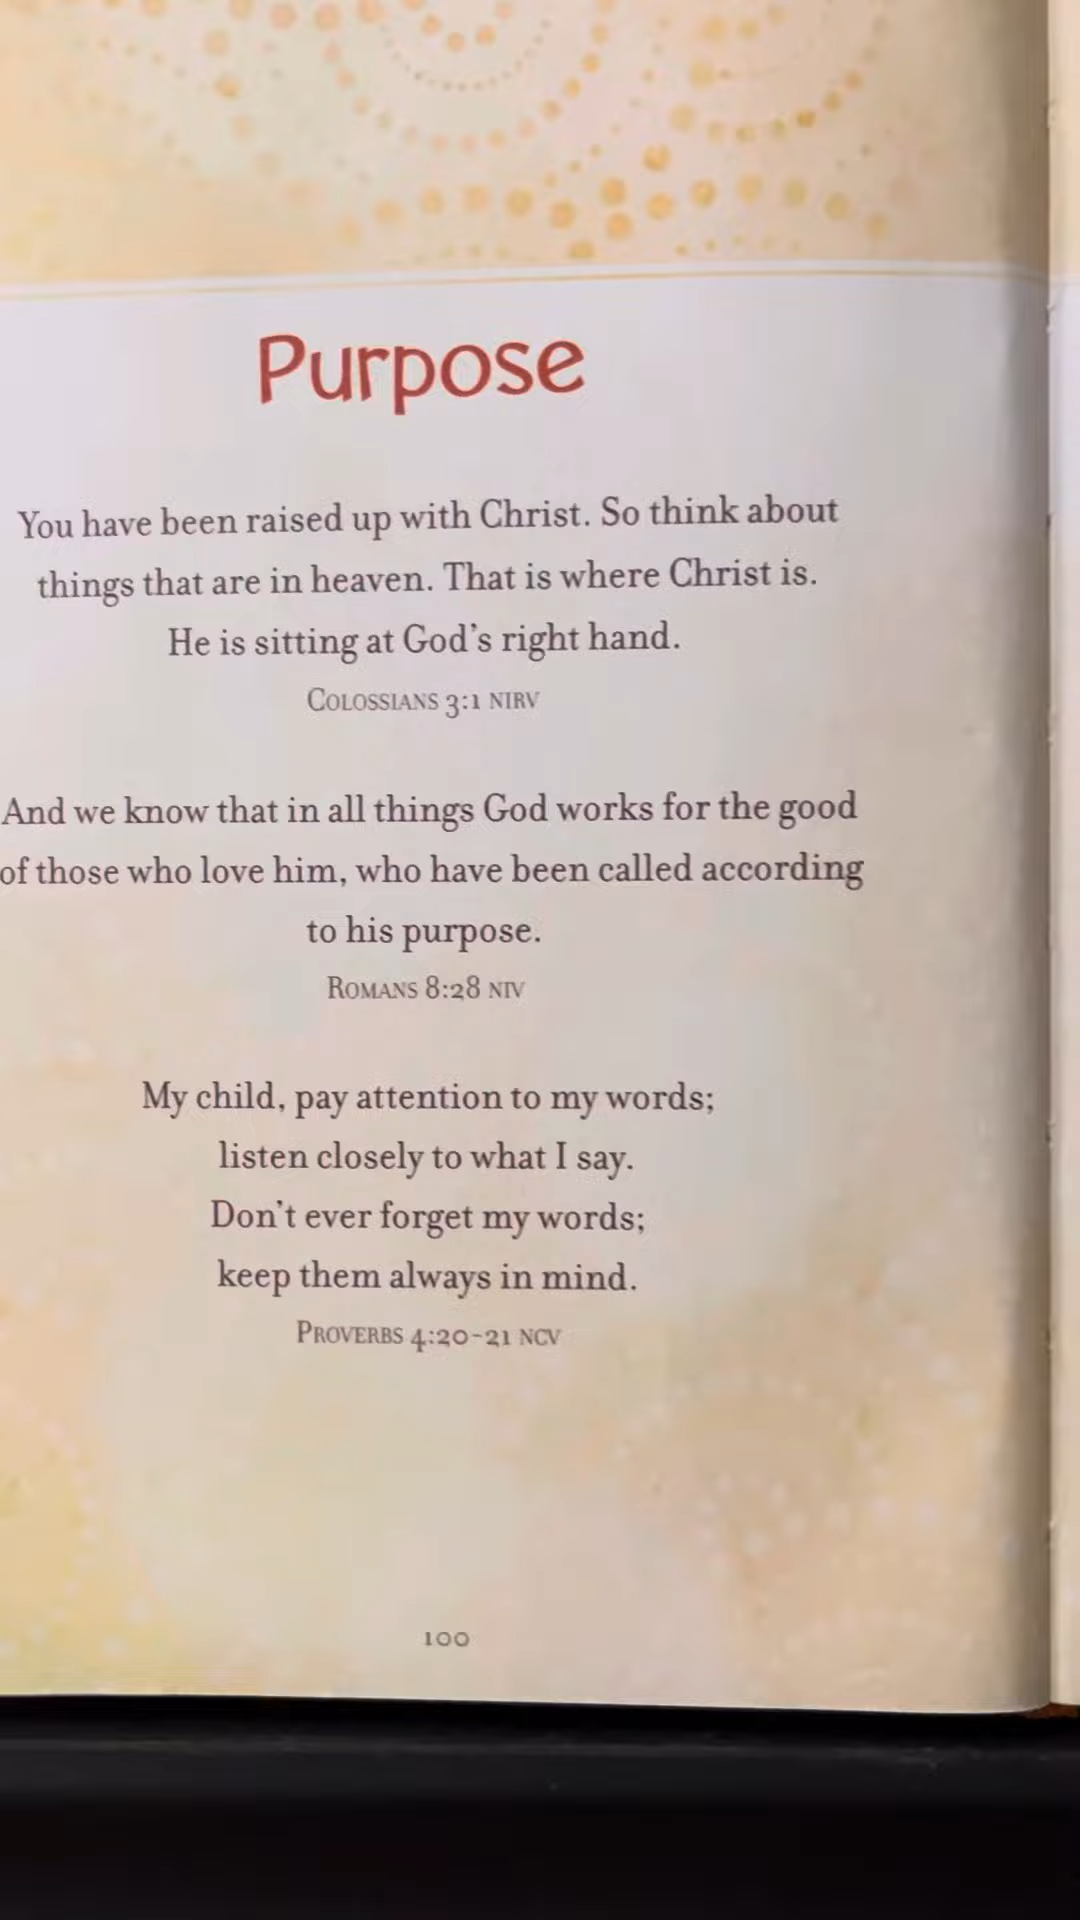 Purpose
You have been raised up with Christ. So think about
things that are in heaven. That is where Christ is.
He is sitting at God's right hand.
Colossians 3:1 NIRV
And we know that in all things God works for the good
of those who love him, who have been called according
to his purpose.
Romans 8:28 NIV
My child, pay attention to my words;
listen closely to what I say.
Don't ever forget my words;
keep them always in mind.
Proverbs 4:20-21 NCV
100